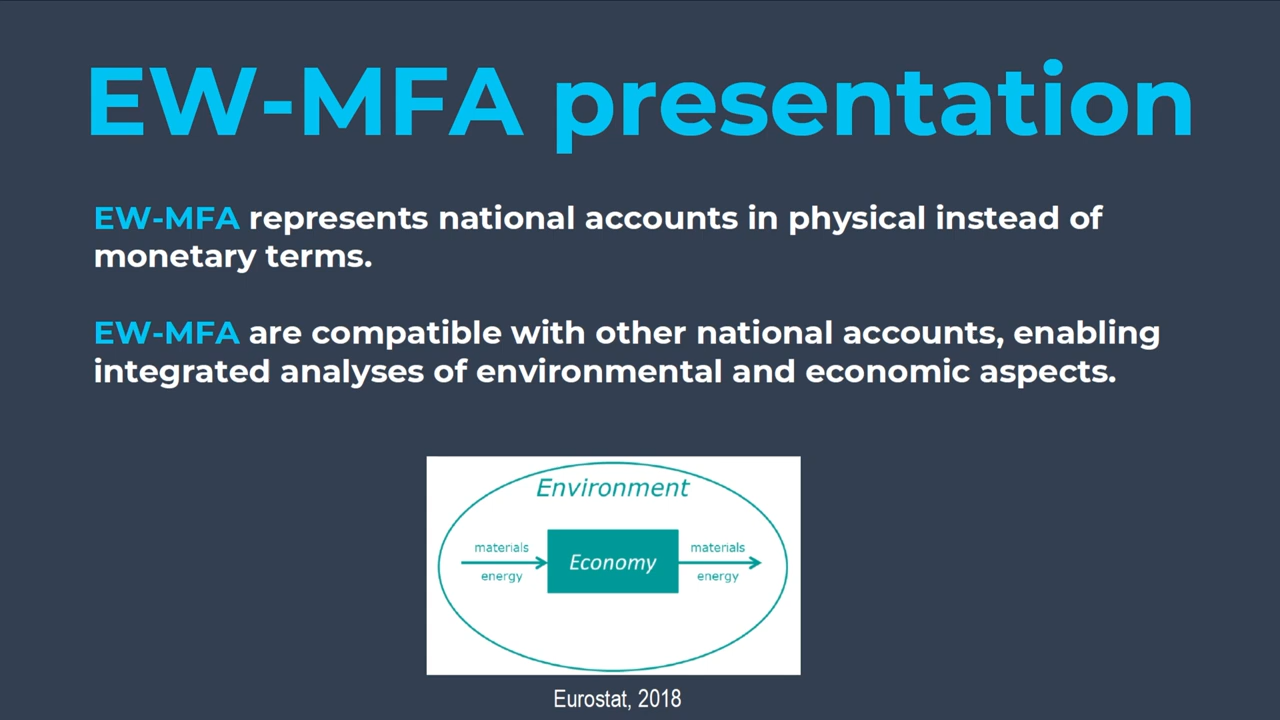 EW-MFA presentation
EW-MFA represents national accounts in physical instead of
monetary terms.
EW-MFA are compatible with other national accounts, enabling
integrated analyses of environmental and economic aspects.
Environment
materials
energy
Economy
materials
energy
Eurostat, 2018